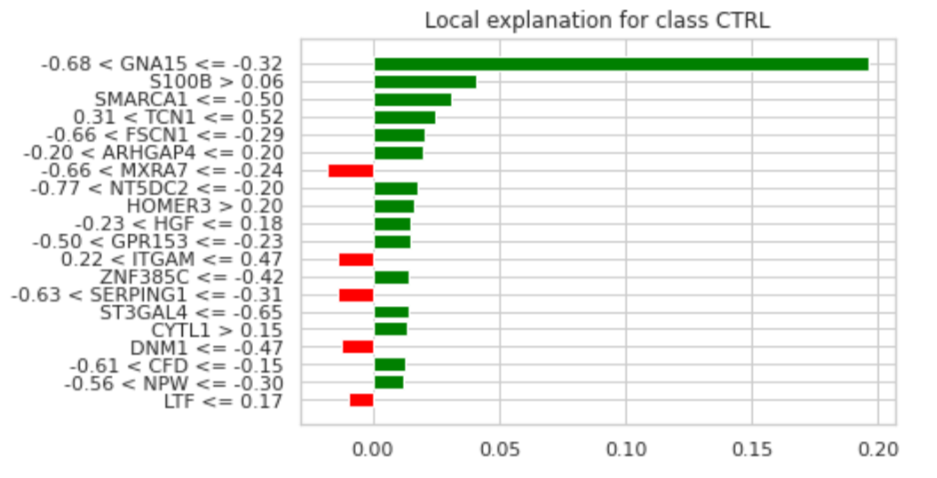 Local explanation for class CTRL
-0.68 < GNA15 <= -0.32
S100B > 0.06
SMARCA1 <= -0.50
0.31 < TCN1 <= 0.52
-0.66 < FSCN1 <= -0.29
-0.20 < ARHGAP4 <= 0.20
-0.66 < MXRA7 <= -0.24
-0.77 < NT5DC2 <= -0.20
HOMER3 > 0.20
-0.23 < HGF <= 0.18
-0.50 < GPR153 <= -0.23
0.22 < ITGAM <= 0.47
ZNF385C <= -0.42
-0.63 < SERPING1 <= -0.31
ST3GAL4 <= -0.65
CYTL1 > 0.15
DNM1 <= -0.47
-0.61 < CFD <= -0.15
-0.56 < NPW <= -0.30
LTF <= 0.17
0.00 0.05 0.10 0.15 0.20